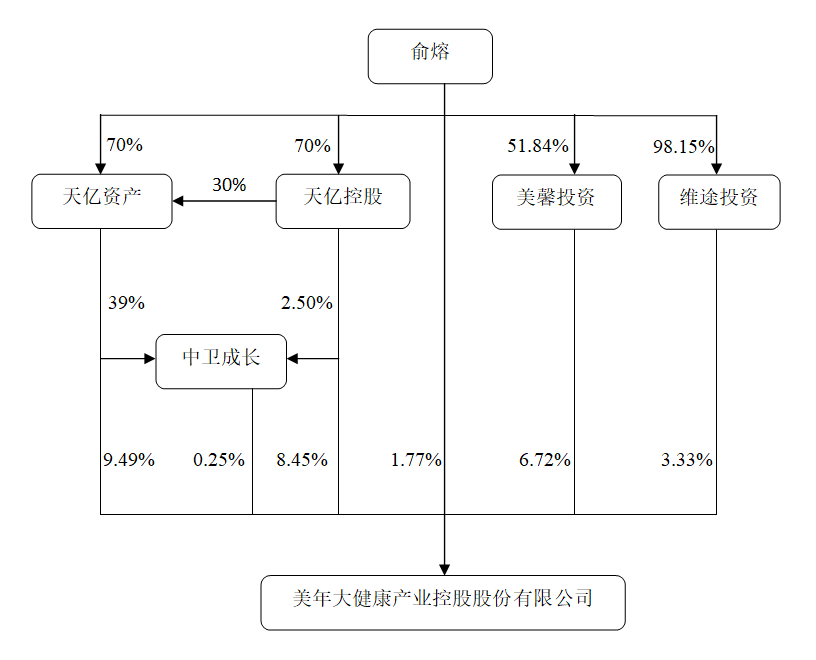 俞熔
70%
70%
51.84%
98.15%
天亿资产
30%
天亿控股
美馨投资
维途投资
39%
2.50%
中卫成长
9.49%
0.25%
8.45%
1.77%
6.72%
3.33%
美年大健康产业控股股份有限公司